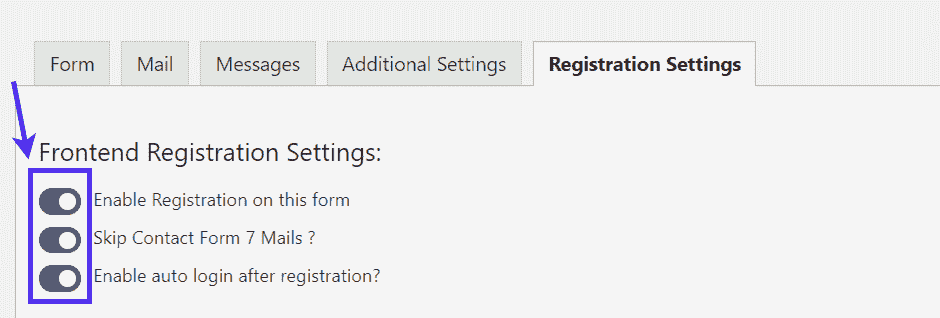 Form Mail Messages Additional Settings Registration Settings
Frontend Registration Settings:
Enable Registration on this form
Skip Contact Form 7 Mails ?
Enable auto login after registration?